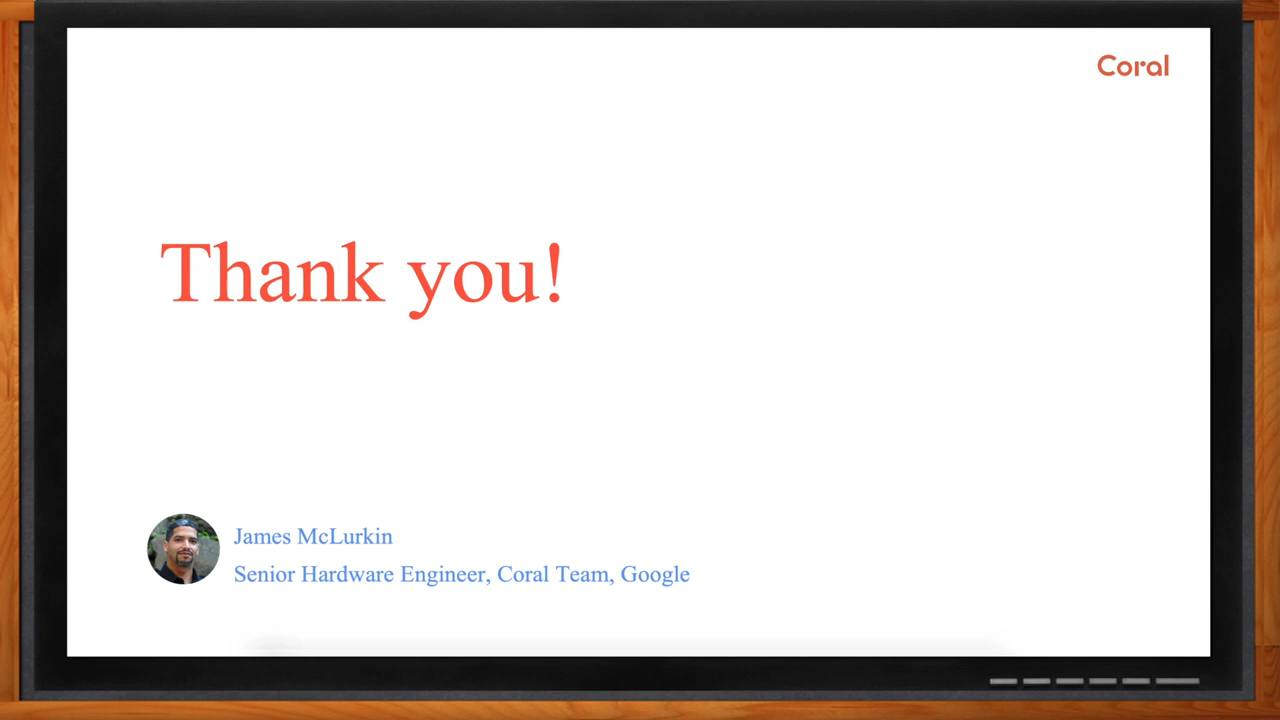 Coral
Thank you!
James McLurkin
Senior Hardware Engineer, Coral Team, Google